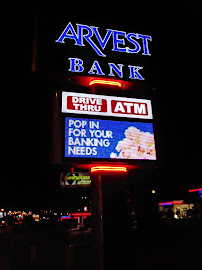 ARVEST
BANK
DRIVE
THRU
ATM
POP IN
FOR YOUR
BANKING
NEEDS